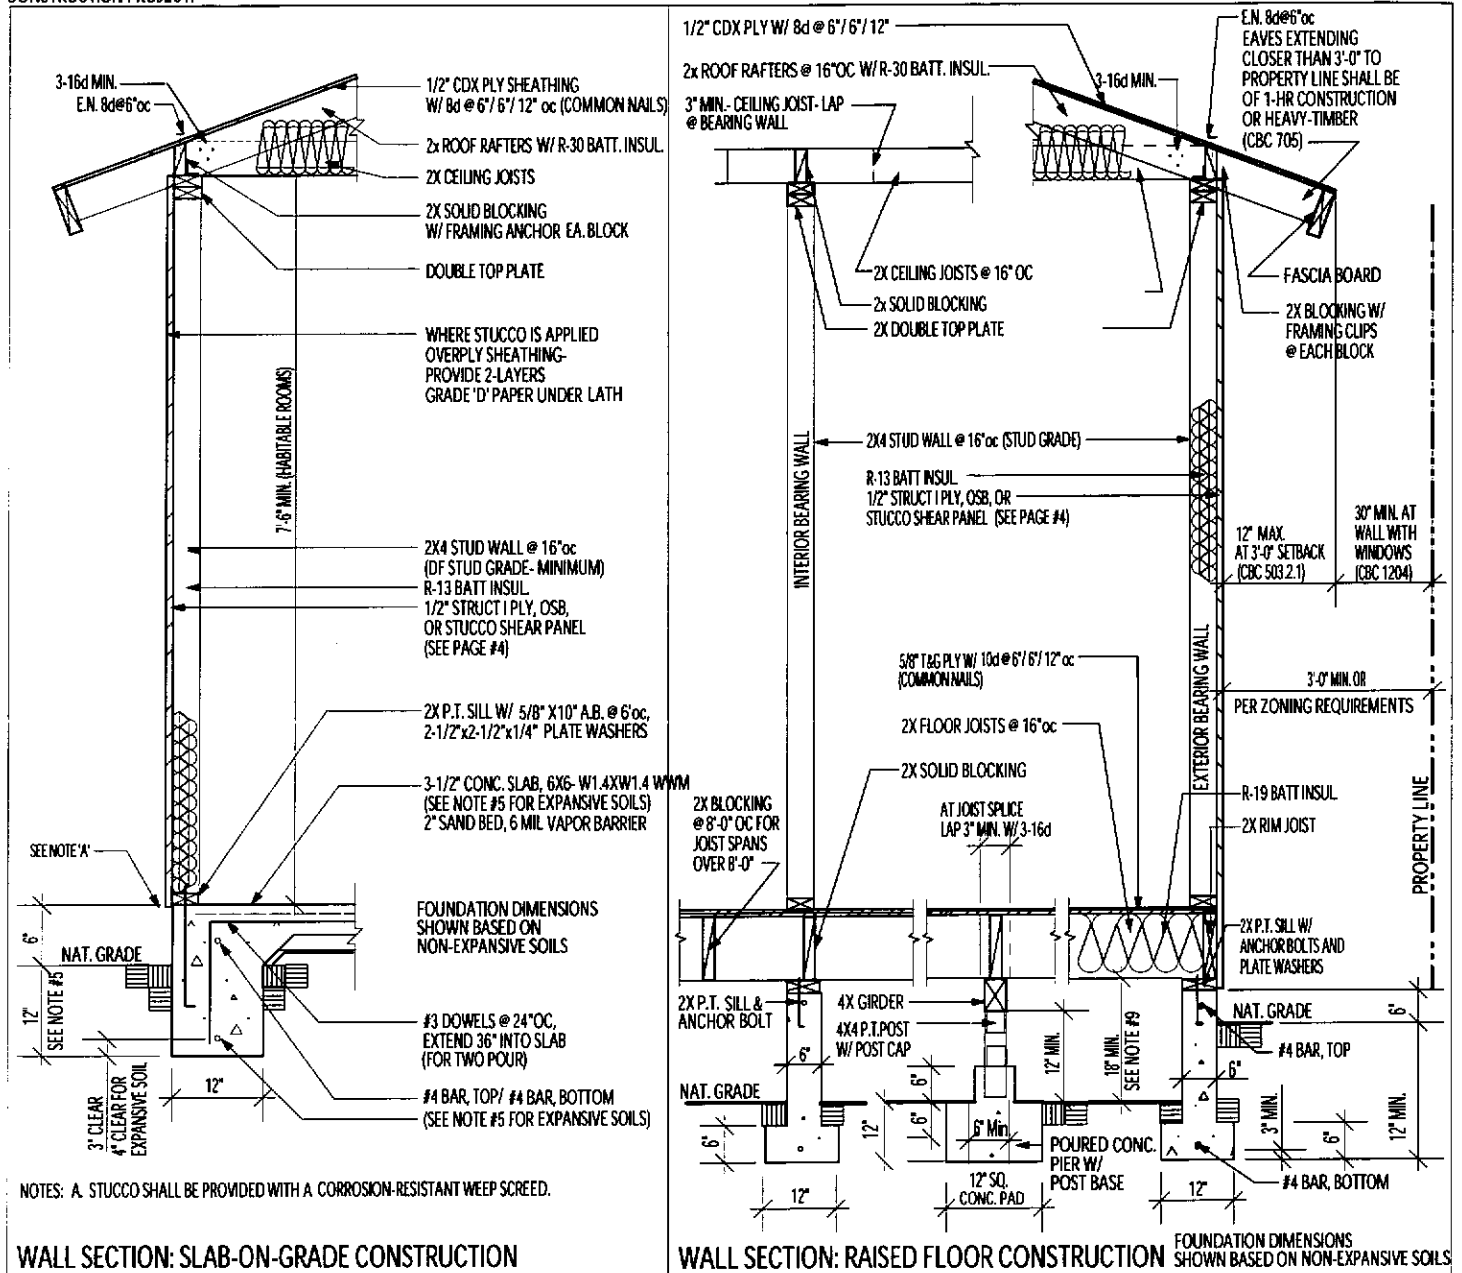 3-16d MIN.
E.N. 8d@6"oc
1/2" CDX PLY SHEATHING
W/ 8d @ 6"/ 6"/ 12" oc (COMMON NAILS)
2x ROOF RAFTERS W/ R-30 BATT. INSUL.
2X CEILING JOISTS
2X SOLID BLOCKING
W/ FRAMING ANCHOR EA. BLOCK
DOUBLE TOP PLATE
WHERE STUCCO IS APPLIED
OVERPLY SHEATHING-
PROVIDE 2-LAYERS
GRADE 'D' PAPER UNDER LATH
7'-6" MIN. (HABITABLE ROOMS)
2X4 STUD WALL @ 16"oc
(DF STUD GRADE- MINIMUM)
R-13 BATT INSUL
1/2" STRUCT I PLY, OSB,
OR STUCCO SHEAR PANEL
(SEE PAGE #4)
2X P.T. SILL W/ 5/8" X10" A.B. @ 6'oc,
2-1/2"x2-1/2"x1/4" PLATE WASHERS
3-1/2" CONC. SLAB, 6X6- W1.4XW1.4 WWM
(SEE NOTE #5 FOR EXPANSIVE SOILS)
2" SAND BED, 6 MIL VAPOR BARRIER
SEE NOTE 'A'
FOUNDATION DIMENSIONS
SHOWN BASED ON
NON-EXPANSIVE SOILS
6"
NAT. GRADE
12"
SEE NOTE #5
#3 DOWELS @ 24"OC,
EXTEND 36" INTO SLAB
(FOR TWO POUR)
12"
#4 BAR, TOP/ #4 BAR, BOTTOM
(SEE NOTE #5 FOR EXPANSIVE SOILS)
3" CLEAR
4" CLEAR FOR
EXPANSIVE SOIL
NOTES: A. STUCCO SHALL BE PROVIDED WITH A CORROSION-RESISTANT WEEP SCREED.
WALL SECTION: SLAB-ON-GRADE CONSTRUCTION
1/2" CDX PLY W/ 8d @ 6"/ 6"/ 12"
2x ROOF RAFTERS @ 16"OC W/ R-30 BATT. INSUL.
3" MIN.- CEILING JOIST- LAP
@ BEARING WALL
3-16d MIN.
E.N. 8d@6"oc
EAVES EXTENDING
CLOSER THAN 3'-0" TO
PROPERTY LINE SHALL BE
OF 1-HR CONSTRUCTION
OR HEAVY-TIMBER
(CBC 705)
2X CEILING JOISTS @ 16" OC
2x SOLID BLOCKING
2X DOUBLE TOP PLATE
FASCIA BOARD
2X BLOCKING W/
FRAMING CLIPS
@ EACH BLOCK
INTERIOR BEARING WALL
2X4 STUD WALL @ 16"oc (STUD GRADE)
R-13 BATT INSUL
1/2" STRUCT I PLY, OSB, OR
STUCCO SHEAR PANEL (SEE PAGE #4)
12" MAX.
AT 3'-0" SETBACK
(CBC 503.2.1)
30" MIN. AT
WALL WITH
WINDOWS
(CBC 1204)
5/8" T&G PLY W/ 10d @ 6"/ 6"/ 12" oc
(COMMON NAILS)
EXTERIOR BEARING WALL
3'-0" MIN. OR
PER ZONING REQUIREMENTS
2X FLOOR JOISTS @ 16"oc
2X SOLID BLOCKING
2X BLOCKING
@ 8'-0" OC FOR
JOIST SPANS
OVER 8'-0"
AT JOIST SPLICE
LAP 3" MIN. W/ 3-16d
R-19 BATT INSUL
2X RIM JOIST
PROPERTY LINE
2X P.T. SILL W/
ANCHOR BOLTS AND
PLATE WASHERS
2X P.T. SILL &
ANCHOR BOLT
4X GIRDER
4X4 P.T.POST
W/ POST CAP
6"
12" MIN.
18" MIN.
SEE NOTE #9
NAT. GRADE
6"
#4 BAR, TOP
6"
NAT. GRADE
6"
6"
12"
6"
6" Min
POURED CONC.
PIER W/
POST BASE
3" MIN.
6"
12" MIN.
#4 BAR, BOTTOM
12"
12" SQ.
CONC. PAD
12"
WALL SECTION: RAISED FLOOR CONSTRUCTION
FOUNDATION DIMENSIONS
SHOWN BASED ON NON-EXPANSIVE SOILS